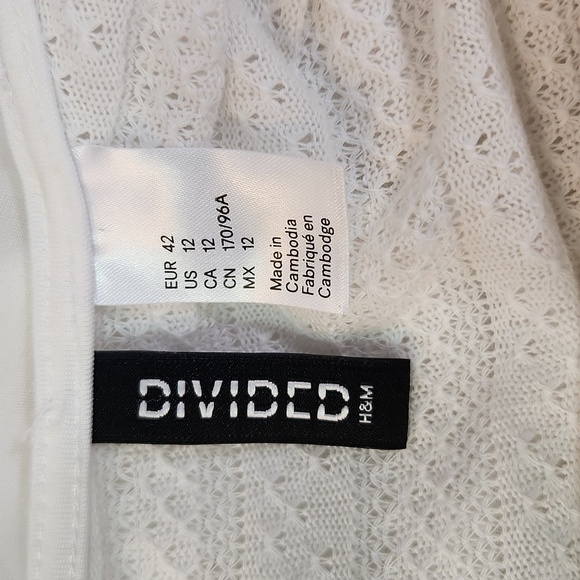 EUR 42
US 12
CA 12
CN 170/96A
MX 12
Made in
Cambodia
Fabriqué en
Cambodge
DIVIDED
H&M